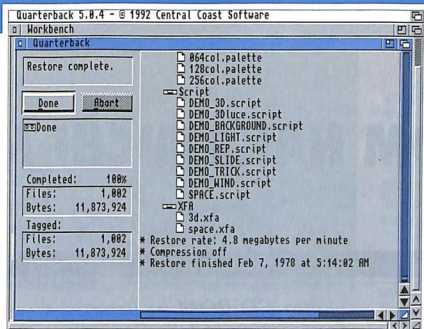 Quarterback 5.0.4 - © 1992 Central Coast Software
Workbench
Quarterback
Restore complete.
Done
Abort
Done
Completed: 100%
Files: 1,002
Bytes: 11,873,924
Tagged:
Files: 1,002
Bytes: 11,873,924
064col.palette
128col.palette
256col.palette
Script
DEMO_3D.script
DEMO_3Dluce.script
DEMO_BACKGROUND.script
DEMO_LIGHT.script
DEMO_REP.script
DEMO_SLIDE.script
DEMO_TRICK.script
DEMO_WIND.script
SPACE.script
XFA
3d.xfa
space.xfa
* Restore rate: 4.8 megabytes per minute
* Compression off
* Restore finished Feb 7, 1978 at 5:14:02 AM